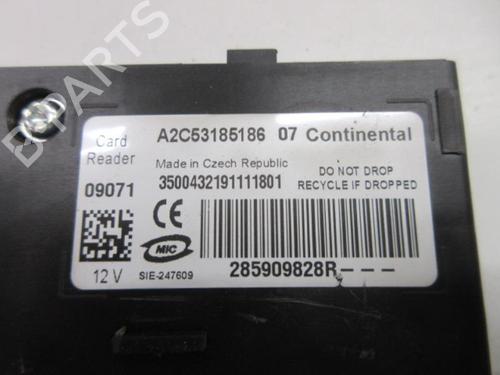 B PARTS
Card Reader
A2C53185186 07 Continental
Made in Czech Republic
DO NOT DROP
RECYCLE IF DROPPED
09071
3500432191111801
CE
MIC
12 V
SIE-247609
285909828R---